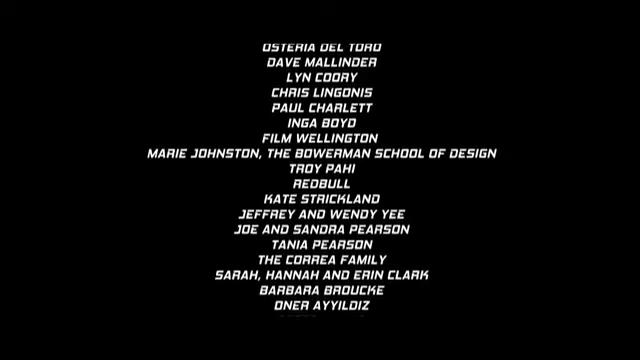 OSTERIA DEL TORO
DAVE MALLINDER
LYN COORY
CHRIS LINGONIS
PAUL CHARLETT
INGA BOYD
FILM WELLINGTON
MARIE JOHNSTON, THE BOWERMAN SCHOOL OF DESIGN
TROY PAHI
REDBULL
KATE STRICKLAND
JEFFREY AND WENDY YEE
JOE AND SANDRA PEARSON
TANIA PEARSON
THE CORREA FAMILY
SARAH, HANNAH AND ERIN CLARK
BARBARA BROUCKE
ONER AYYILDIZ